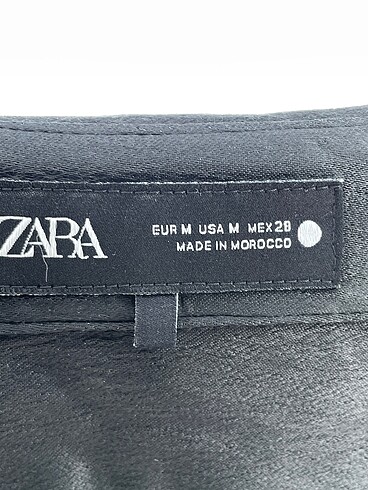 ZARA
EUR M USA M MEX 28
MADE IN MOROCCO